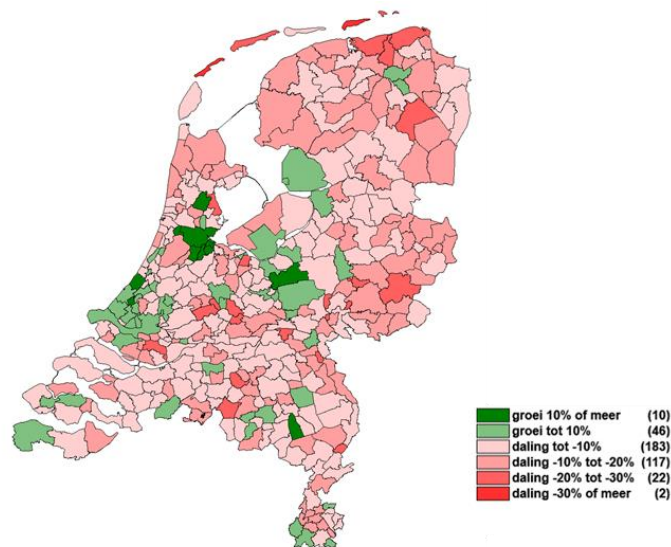 groei 10% of meer (10)
groei tot 10% (46)
daling tot -10% (183)
daling -10% tot -20% (117)
daling -20% tot -30% (22)
daling -30% of meer (2)